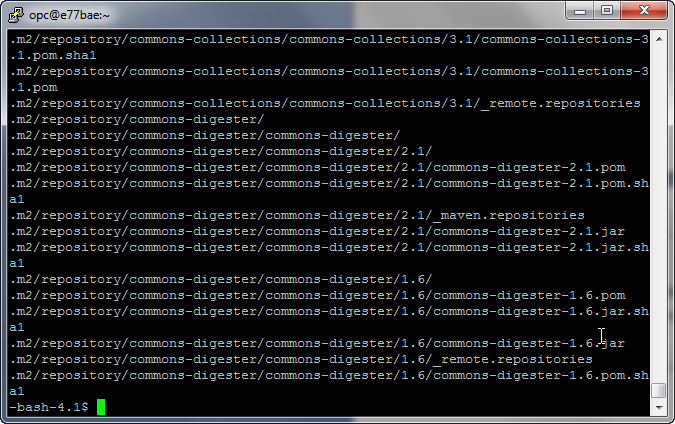 opc@e77bae:~
.m2/repository/commons-collections/commons-collections/3.1/commons-collections-3
.1.pom.sha1
.m2/repository/commons-collections/commons-collections/3.1/commons-collections-3
.1.pom
.m2/repository/commons-collections/commons-collections/3.1/_remote.repositories
.m2/repository/commons-digester/
.m2/repository/commons-digester/commons-digester/
.m2/repository/commons-digester/commons-digester/2.1/
.m2/repository/commons-digester/commons-digester/2.1/commons-digester-2.1.pom
.m2/repository/commons-digester/commons-digester/2.1/commons-digester-2.1.pom.sh
a1
.m2/repository/commons-digester/commons-digester/2.1/_maven.repositories
.m2/repository/commons-digester/commons-digester/2.1/commons-digester-2.1.jar
.m2/repository/commons-digester/commons-digester/2.1/commons-digester-2.1.jar.sh
a1
.m2/repository/commons-digester/commons-digester/1.6/
.m2/repository/commons-digester/commons-digester/1.6/commons-digester-1.6.pom
.m2/repository/commons-digester/commons-digester/1.6/commons-digester-1.6.jar.sh
a1
.m2/repository/commons-digester/commons-digester/1.6/commons-digester-1.6.jar
.m2/repository/commons-digester/commons-digester/1.6/_remote.repositories
.m2/repository/commons-digester/commons-digester/1.6/commons-digester-1.6.pom.sh
a1
-bash-4.1$